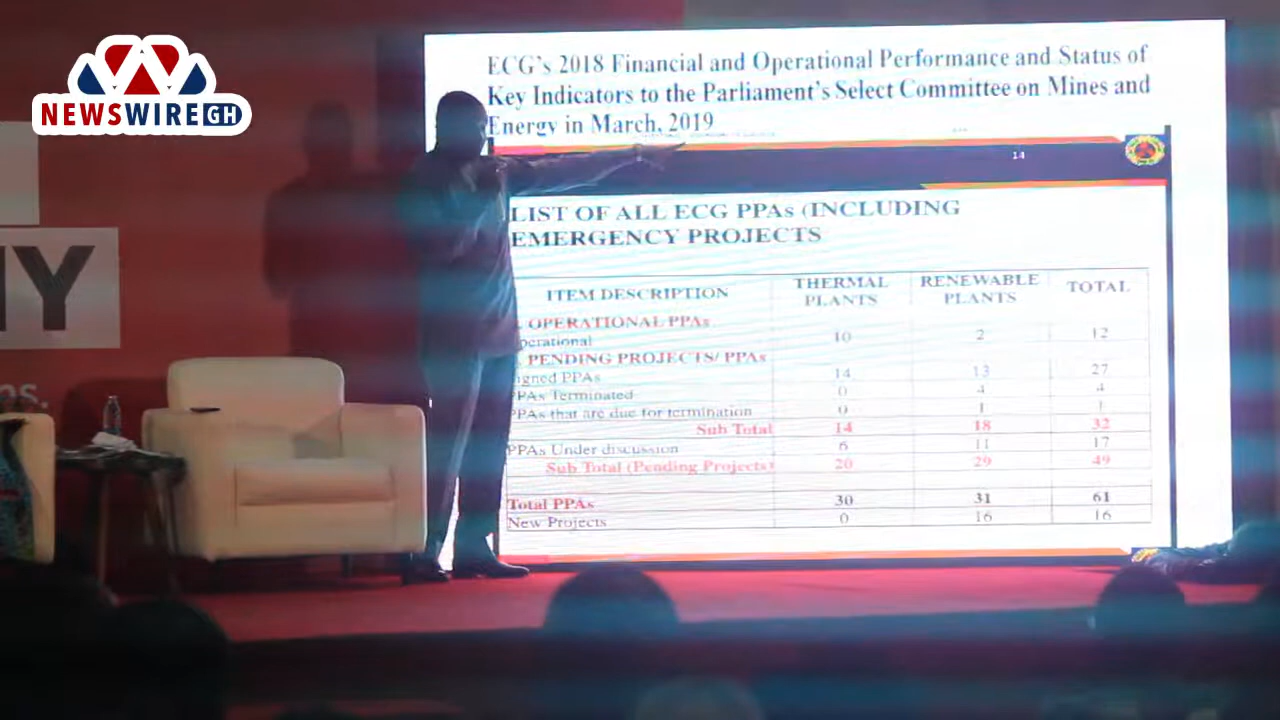 NEWSWIREGH
ECG's 2018 Financial and Operational Performance and Status of
Key Indicators to the Parliament's Select Committee on Mines and
Energy in March, 2019
14
LIST OF ALL ECG PPAs (INCLUDING
EMERGENCY PROJECTS
ITEM DESCRIPTION THERMAL PLANTS RENEWABLE PLANTS TOTAL
OPERATIONAL PPAs
perational 10 2 12
PENDING PROJECTS/ PPAs
igned PPAs 14 13 27
PPAs Terminated 0 4 4
PPAs that are due for termination 0 1 1
Sub Total 14 18 32
PPAs Under discussion 6 11 17
Sub Total (Pending Projects) 20 29 49
Total PPAs 30 31 61
New Projects 0 16 16
NY
ns.